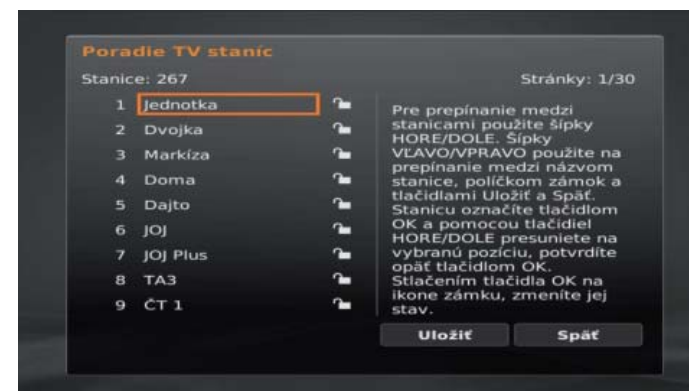 Poradie TV staníc
Stanice: 267
Stránky: 1/30
1 Jednotka
2 Dvojka
3 Markíza
4 Doma
5 Dajto
6 JOJ
7 JOJ Plus
8 TA3
9 ČT 1
Pre prepínanie medzi
stanicami použite šípky
HORE/DOLE. Šípky
VĽAVO/VPRAVO použite na
prepínanie medzi názvom
stanice, políčkom zámok a
tlačidlami Uložiť a Späť.
Stanicu označíte tlačidlom
OK a pomocou tlačidiel
HORE/DOLE presuniete na
vybranú pozíciu, potvrdíte
opäť tlačidlom OK.
Stlačením tlačidla OK na
ikone zámku, zmeníte jej
stav.
Uložiť
Späť